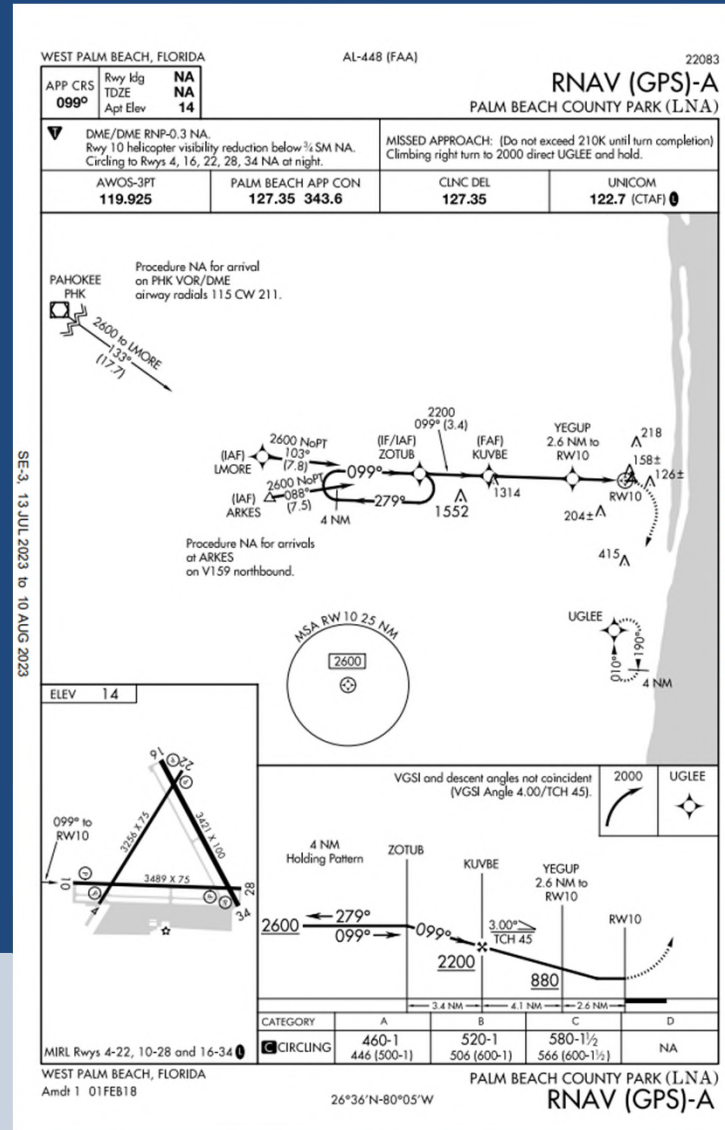 WEST PALM BEACH, FLORIDA
AL-448 (FAA)
22083
APP CRS
099°
Rwy ldg NA
TDZE NA
Apt Elev 14
RNAV (GPS)-A
PALM BEACH COUNTY PARK (LNA)
T
DME/DME RNP-0.3 NA.
Rwy 10 helicopter visibility reduction below ¾ SM NA.
Circling to Rwys 4, 16, 22, 28, 34 NA at night.
MISSED APPROACH: (Do not exceed 210K until turn completion)
Climbing right turn to 2000 direct UGLEE and hold.
AWOS-3PT
119.925
PALM BEACH APP CON
127.35 343.6
CLNC DEL
127.35
UNICOM
122.7 (CTAF) L
Procedure NA for arrival
on PHK VOR/DME
airway radials 115 CW 211.
PAHOKEE
PHK
2600 to LMORE
133°
(17.7)
2200
099° (3.4)
(IAF)
LMORE
2600 NoPT
103°
(7.8)
(IF/IAF)
ZOTUB
(FAF)
KUVBE
YEGUP
2.6 NM to
RW10
218
158±
126±
RW10
099°
279°
(IAF)
ARKES
2600 NoPT
088°
(7.5)
4 NM
1552
1314
204±
415
Procedure NA for arrivals
at ARKES
on V159 northbound.
UGLEE
190°
010°
4 NM
MSA RW10 25 NM
2600
SE-3, 13 JUL 2023 to 10 AUG 2023
ELEV 14
16
22
099° to
RW10
3256 X 75
3421 X 100
10
3489 X 75
28
4
34
P
P
P
P
P
P
MIRL Rwys 4-22, 10-28 and 16-34 L
VGSI and descent angles not coincident
(VGSI Angle 4.00/TCH 45).
2000
UGLEE
4 NM
Holding Pattern
ZOTUB
KUVBE
YEGUP
2.6 NM to
RW10
RW10
2600
279°
099°
099°
3.00°
TCH 45
2200
880
3.4 NM
4.1 NM
2.6 NM
CATEGORY A B C D
C CIRCLING
460-1
446 (500-1)
520-1
506 (600-1)
580-1½
566 (600-1½)
NA
WEST PALM BEACH, FLORIDA
Amdt 1 01FEB18
26°36'N-80°05'W
PALM BEACH COUNTY PARK (LNA)
RNAV (GPS)-A